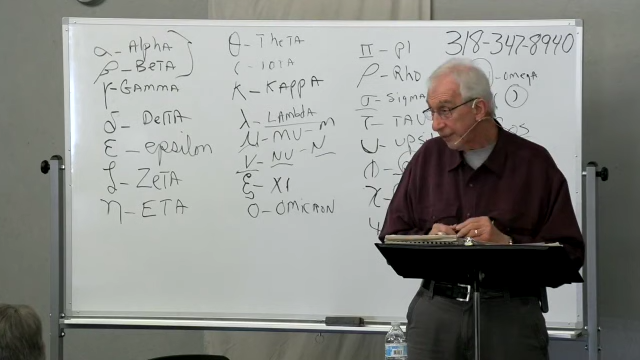 α - Alpha
β - BeTA
γ - GAMMA
δ - DelTA
ε - epsilon
ζ - ZeTA
η - ETA
θ - TheTA
ι - IOTA
κ - KAPPA
λ - LAMbdA
μ - MU - M
ν - NU - N
ξ - XI
ο - OMICRON
π - pI
ρ - Rho
σ - Sigma
τ - TAU
υ - UPS
Φ
χ
318-347-8940
- OMegA